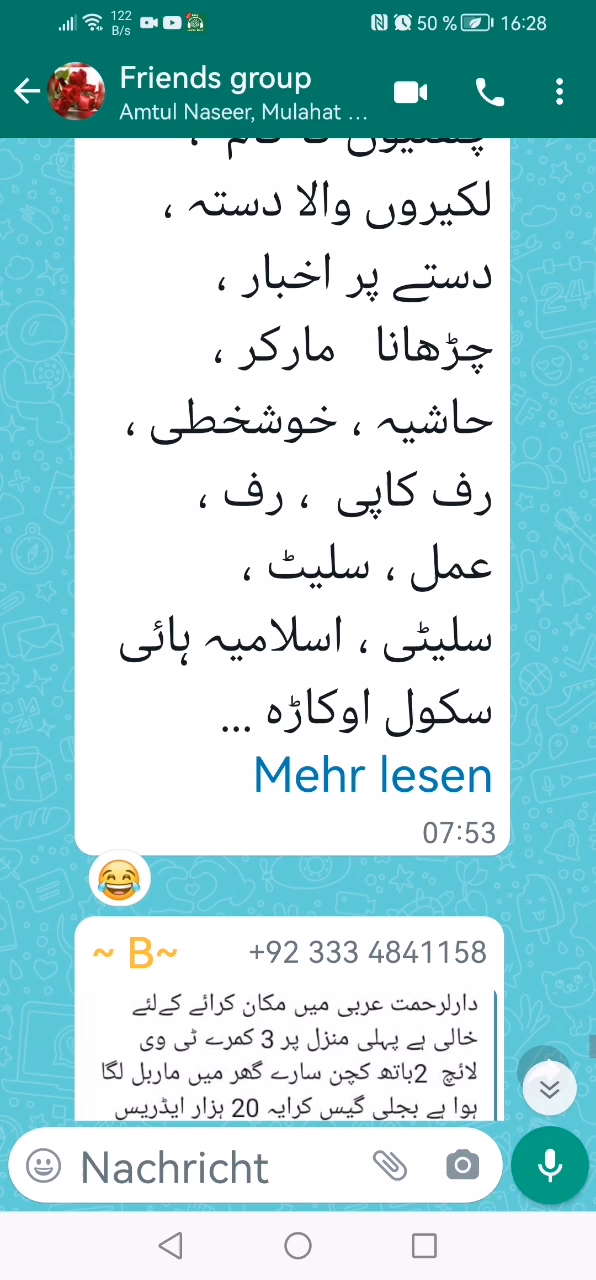 122
B/s
50 %
16:28
Friends group
Amtul Naseer, Mulahat ...
لکیروں والا دستہ ،
دستے پر اخبار ،
چڑھانا مارکر ،
حاشیہ ، خوشخطی ،
رف کاپی ، رف ،
عمل ، سلیٹ ،
سلیٹی ، اسلامیہ ہائی
سکول اوکاڑہ ...
Mehr lesen
07:53
~ B~ +92 333 4841158
دارلرحمت عربی میں مکان کرائے کےلئے
خالی ہے پہلی منزل پر 3 کمرے ٹی وی
لائچ 2باتھ کچن سارے گھر میں ماربل لگا
ہوا ہے بجلی گیس کرایہ 20 ہزار ایڈریس
Nachricht